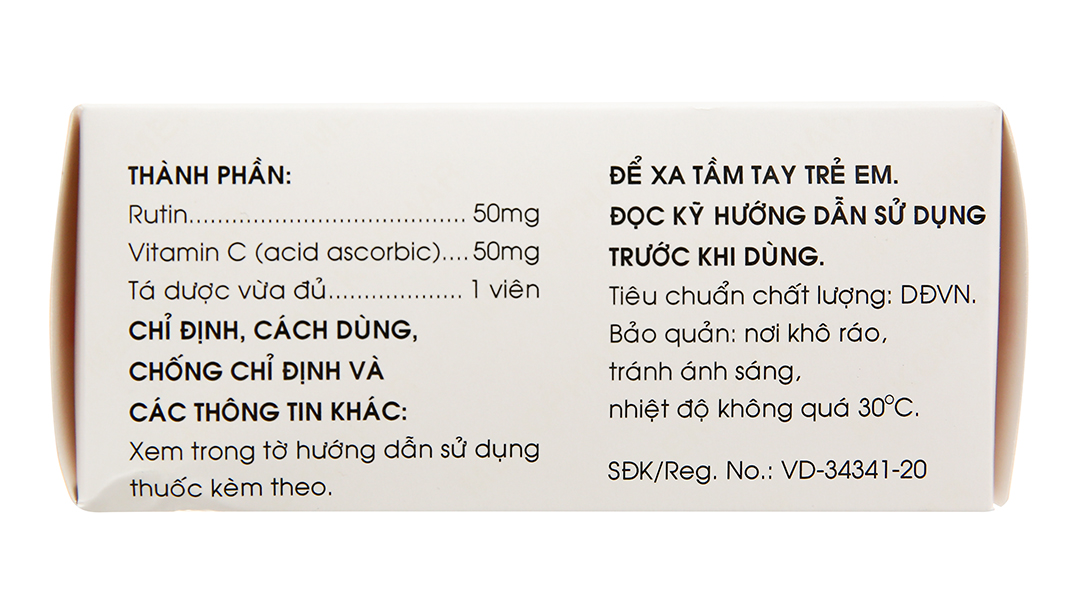 THÀNH PHẦN:
Rutin..................................... 50mg
Vitamin C (acid ascorbic).... 50mg
Tá dược vừa đủ.................... 1 viên
CHỈ ĐỊNH, CÁCH DÙNG,
CHỐNG CHỈ ĐỊNH VÀ
CÁC THÔNG TIN KHÁC:
Xem trong tờ hướng dẫn sử dụng
thuốc kèm theo.
ĐỂ XA TẦM TAY TRẺ EM.
ĐỌC KỸ HƯỚNG DẪN SỬ DỤNG
TRƯỚC KHI DÙNG.
Tiêu chuẩn chất lượng: DĐVN.
Bảo quản: nơi khô ráo,
tránh ánh sáng,
nhiệt độ không quá 30°C.
SĐK/Reg. No.: VD-34341-20